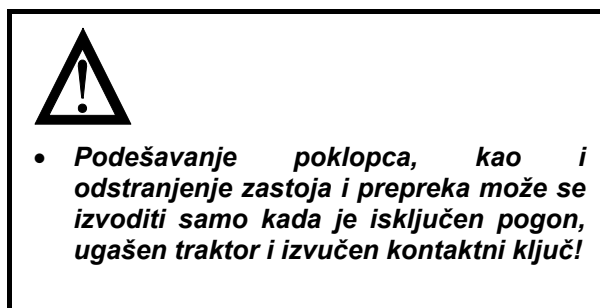 • Podešavanje poklopca, kao i
odstranjenje zastoja i prepreka može se
izvoditi samo kada je isključen pogon,
ugašen traktor i izvučen kontaktni ključ!